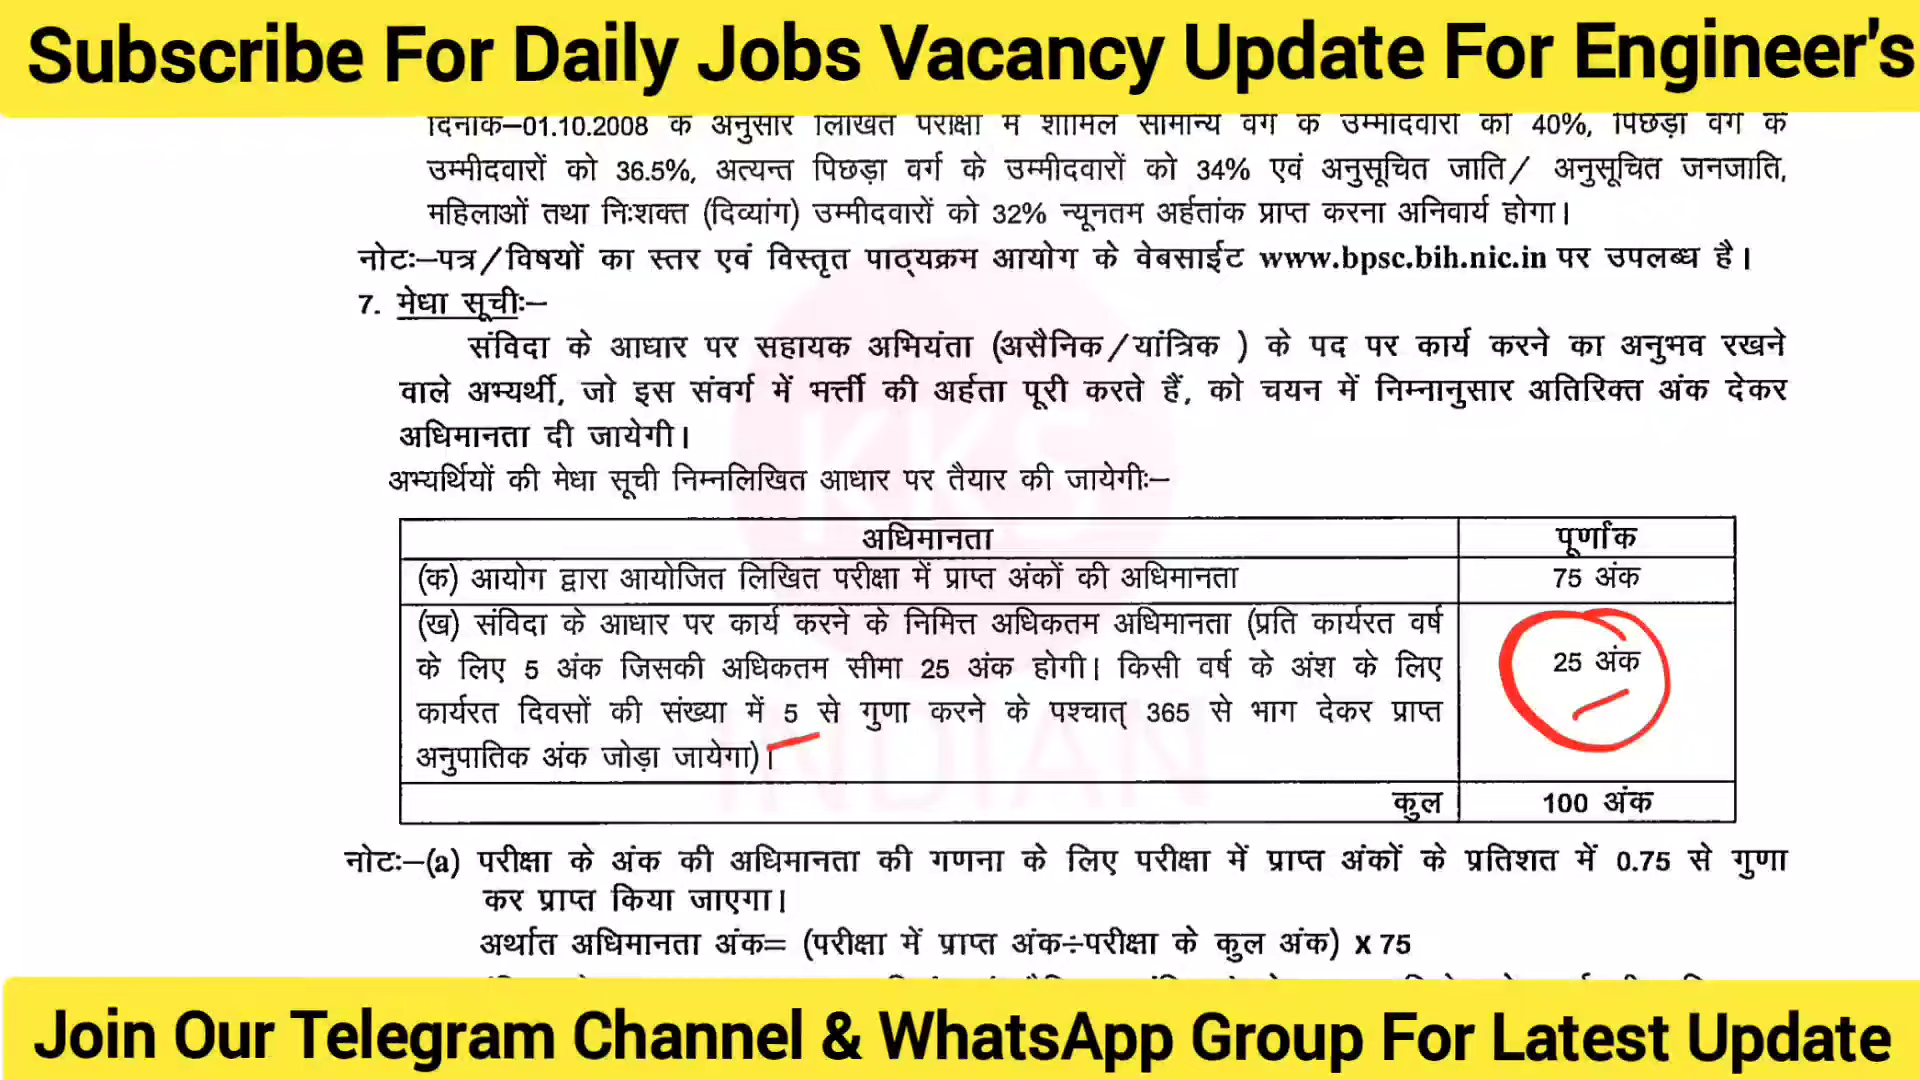 Subscribe For Daily Jobs Vacancy Update For Engineer's
दिनांक–01.10.2008 के अनुसार लिखित परीक्षा में शामिल सामान्य वर्ग के उम्मीदवारों को 40%, पिछड़ा वर्ग के
उम्मीदवारों को 36.5%, अत्यन्त पिछड़ा वर्ग के उम्मीदवारों को 34% एवं अनुसूचित जाति/ अनुसूचित जनजाति,
महिलाओं तथा निःशक्त (दिव्यांग) उम्मीदवारों को 32% न्यूनतम अर्हतांक प्राप्त करना अनिवार्य होगा।
नोटः–पत्र/विषयों का स्तर एवं विस्तृत पाठ्यक्रम आयोग के वेबसाईट www.bpsc.bih.nic.in पर उपलब्ध है।
7. मेधा सूचीः–
संविदा के आधार पर सहायक अभियंता (असैनिक/यांत्रिक ) के पद पर कार्य करने का अनुभव रखने
वाले अभ्यर्थी, जो इस संवर्ग में भर्त्ती की अर्हता पूरी करते हैं, को चयन में निम्नानुसार अतिरिक्त अंक देकर
अधिमानता दी जायेगी।
अभ्यर्थियों की मेधा सूची निम्नलिखित आधार पर तैयार की जायेगीः–
अधिमानता पूर्णांक
(क) आयोग द्वारा आयोजित लिखित परीक्षा में प्राप्त अंकों की अधिमानता 75 अंक
(ख) संविदा के आधार पर कार्य करने के निमित्त अधिकतम अधिमानता (प्रति कार्यरत वर्ष
के लिए 5 अंक जिसकी अधिकतम सीमा 25 अंक होगी। किसी वर्ष के अंश के लिए 25 अंक
कार्यरत दिवसों की संख्या में 5 से गुणा करने के पश्चात् 365 से भाग देकर प्राप्त
अनुपातिक अंक जोड़ा जायेगा)।
कुल 100 अंक
नोटः–(a) परीक्षा के अंक की अधिमानता की गणना के लिए परीक्षा में प्राप्त अंकों के प्रतिशत में 0.75 से गुणा
कर प्राप्त किया जाएगा।
अर्थात अधिमानता अंक= (परीक्षा में प्राप्त अंक÷परीक्षा के कुल अंक) x 75
KKS
INDIAN
Join Our Telegram Channel & WhatsApp Group For Latest Update